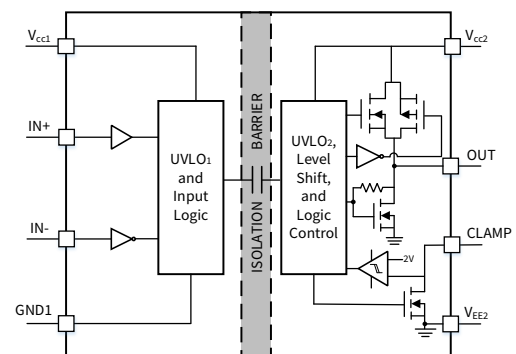 Vcc1
IN+
IN-
GND1
UVLO1
and
Input
Logic
ISOLATION BARRIER
UVLO2,
Level
Shift,
and
Logic
Control
2V
Vcc2
OUT
CLAMP
VEE2